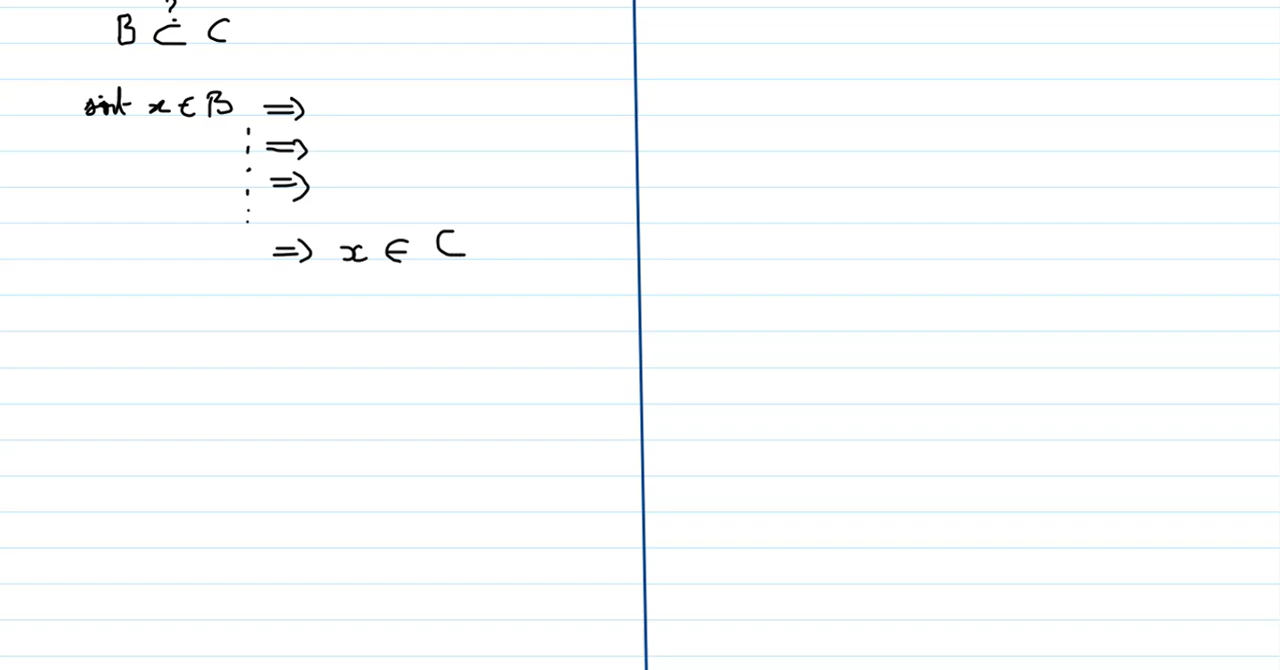 ?
B ⊂ C
soit x ∈ B ⇒
⇒
⇒
⇒ x ∈ C